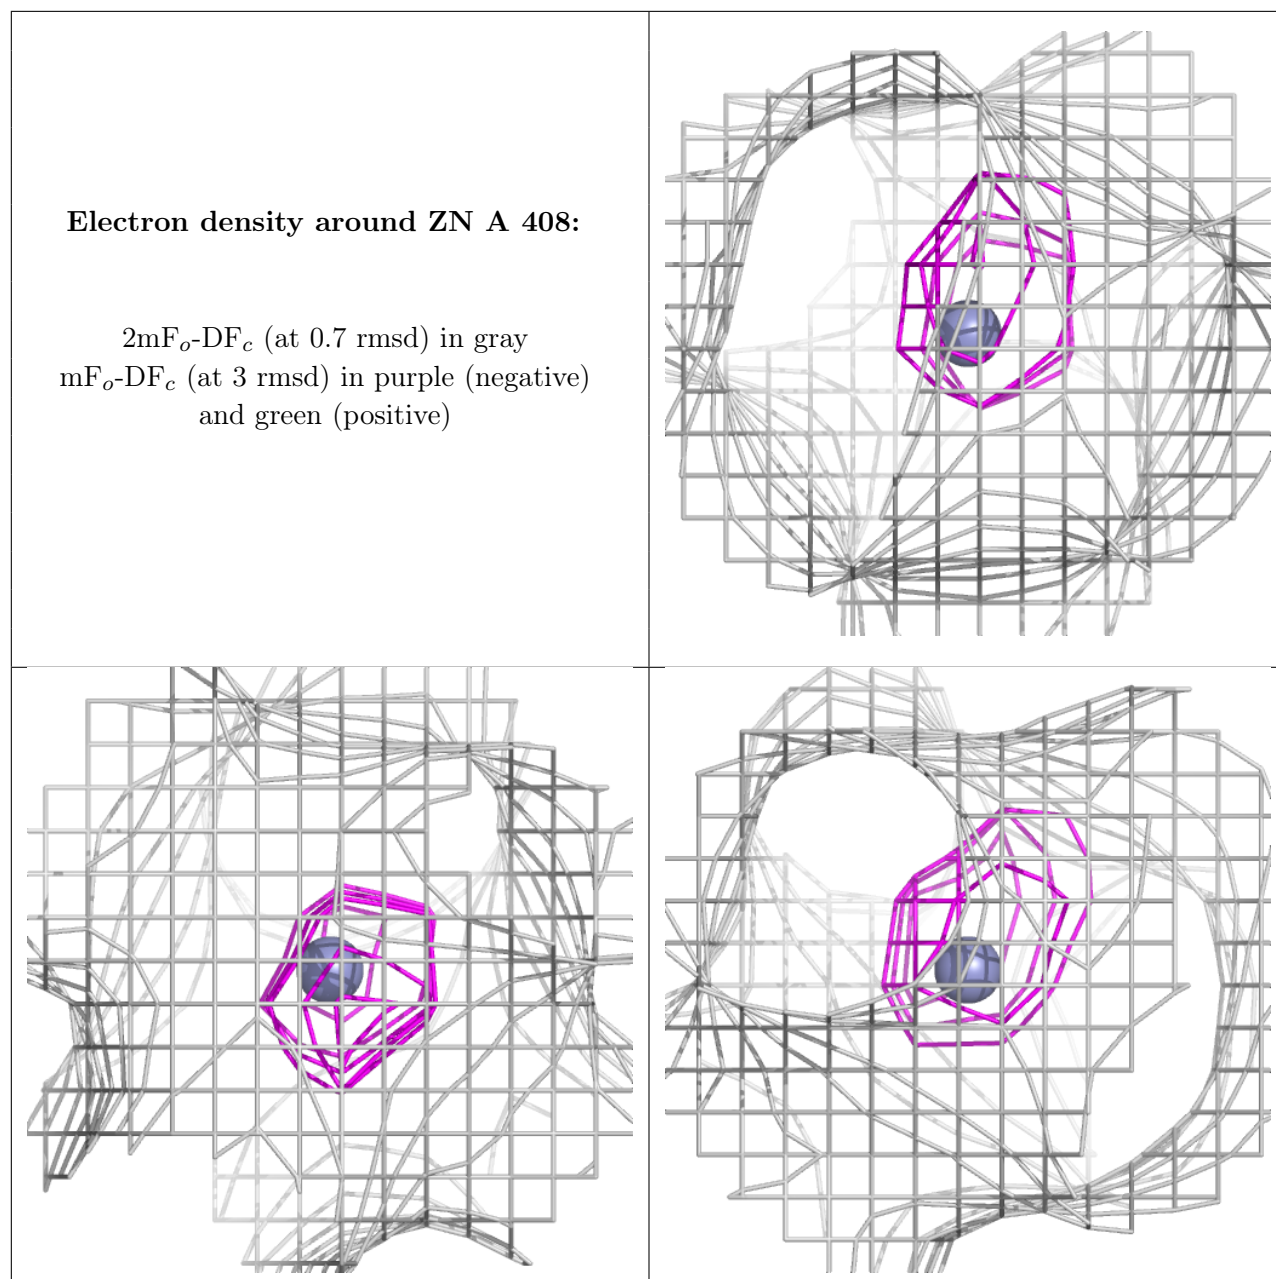 Electron density around ZN A 408:
2mFo-DFc (at 0.7 rmsd) in gray
mFo-DFc (at 3 rmsd) in purple (negative)
and green (positive)